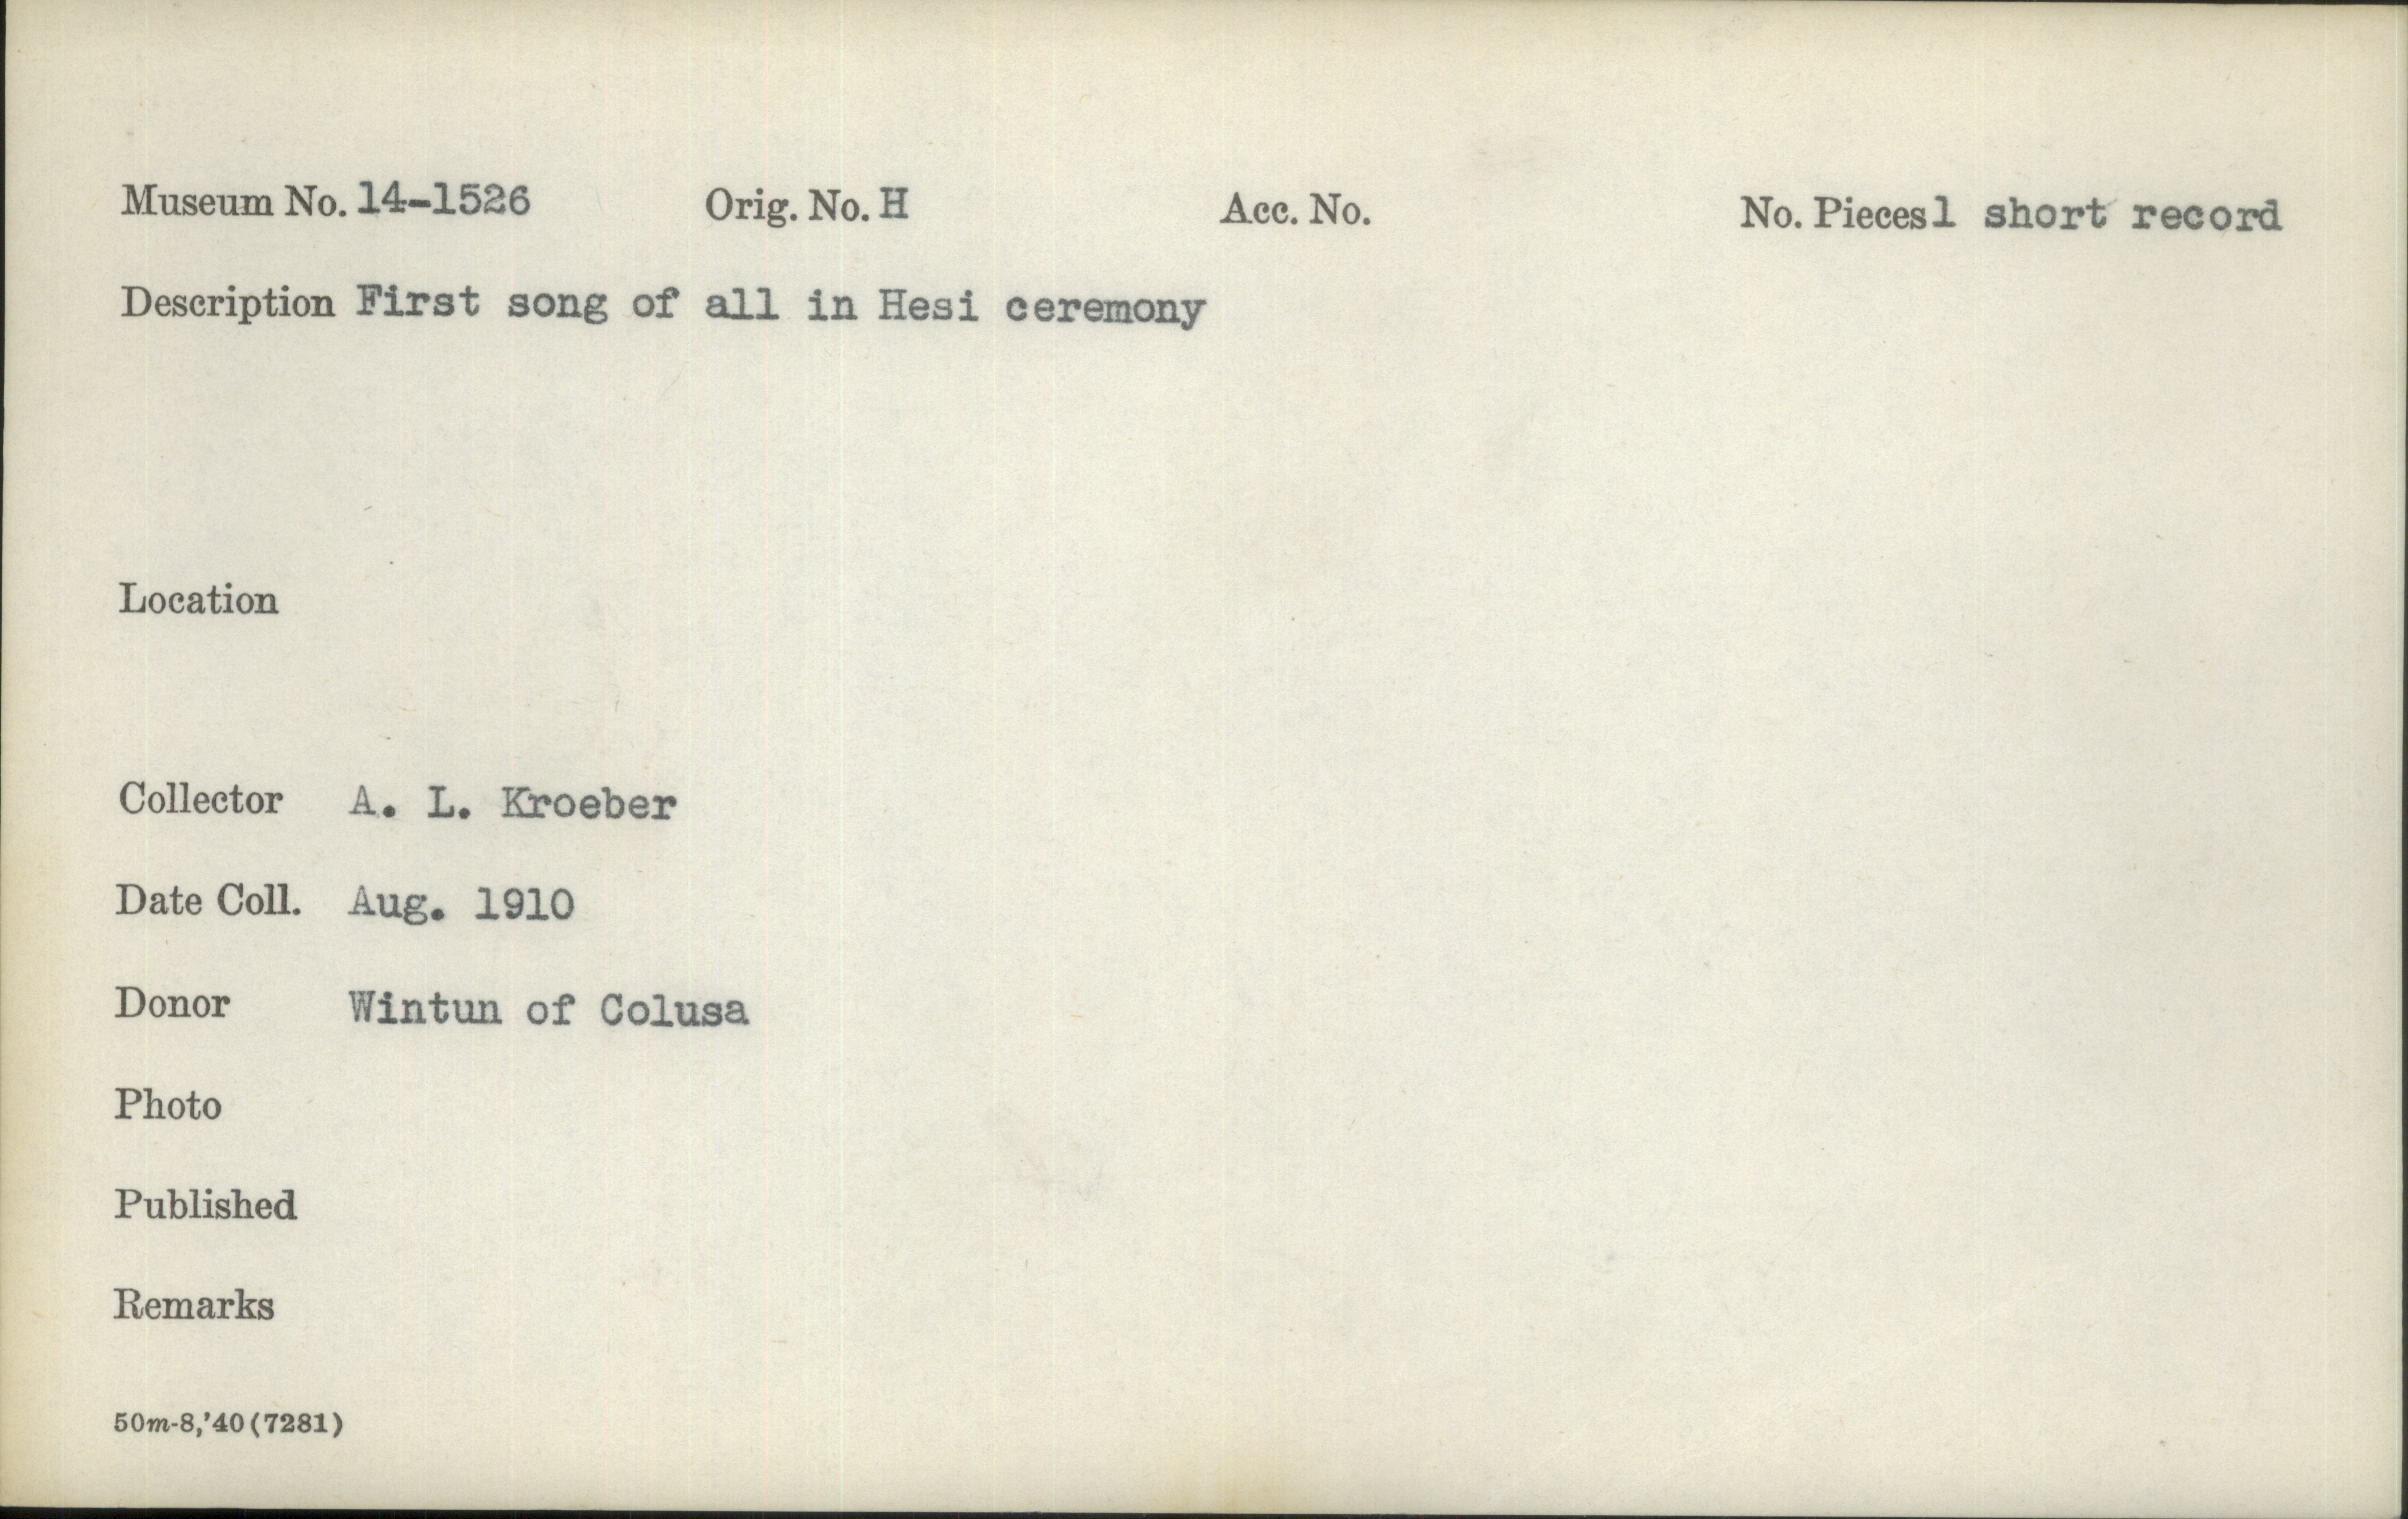 Museum No. 14-1526 Orig. No. H Acc. No. No. Pieces 1 short record
Description First song of all in Hesi ceremony
Location
Collector A. L. Kroeber
Date Coll. Aug. 1910
Donor Wintun of Colusa
Photo
Published
Remarks
50m-8,'40(7281)